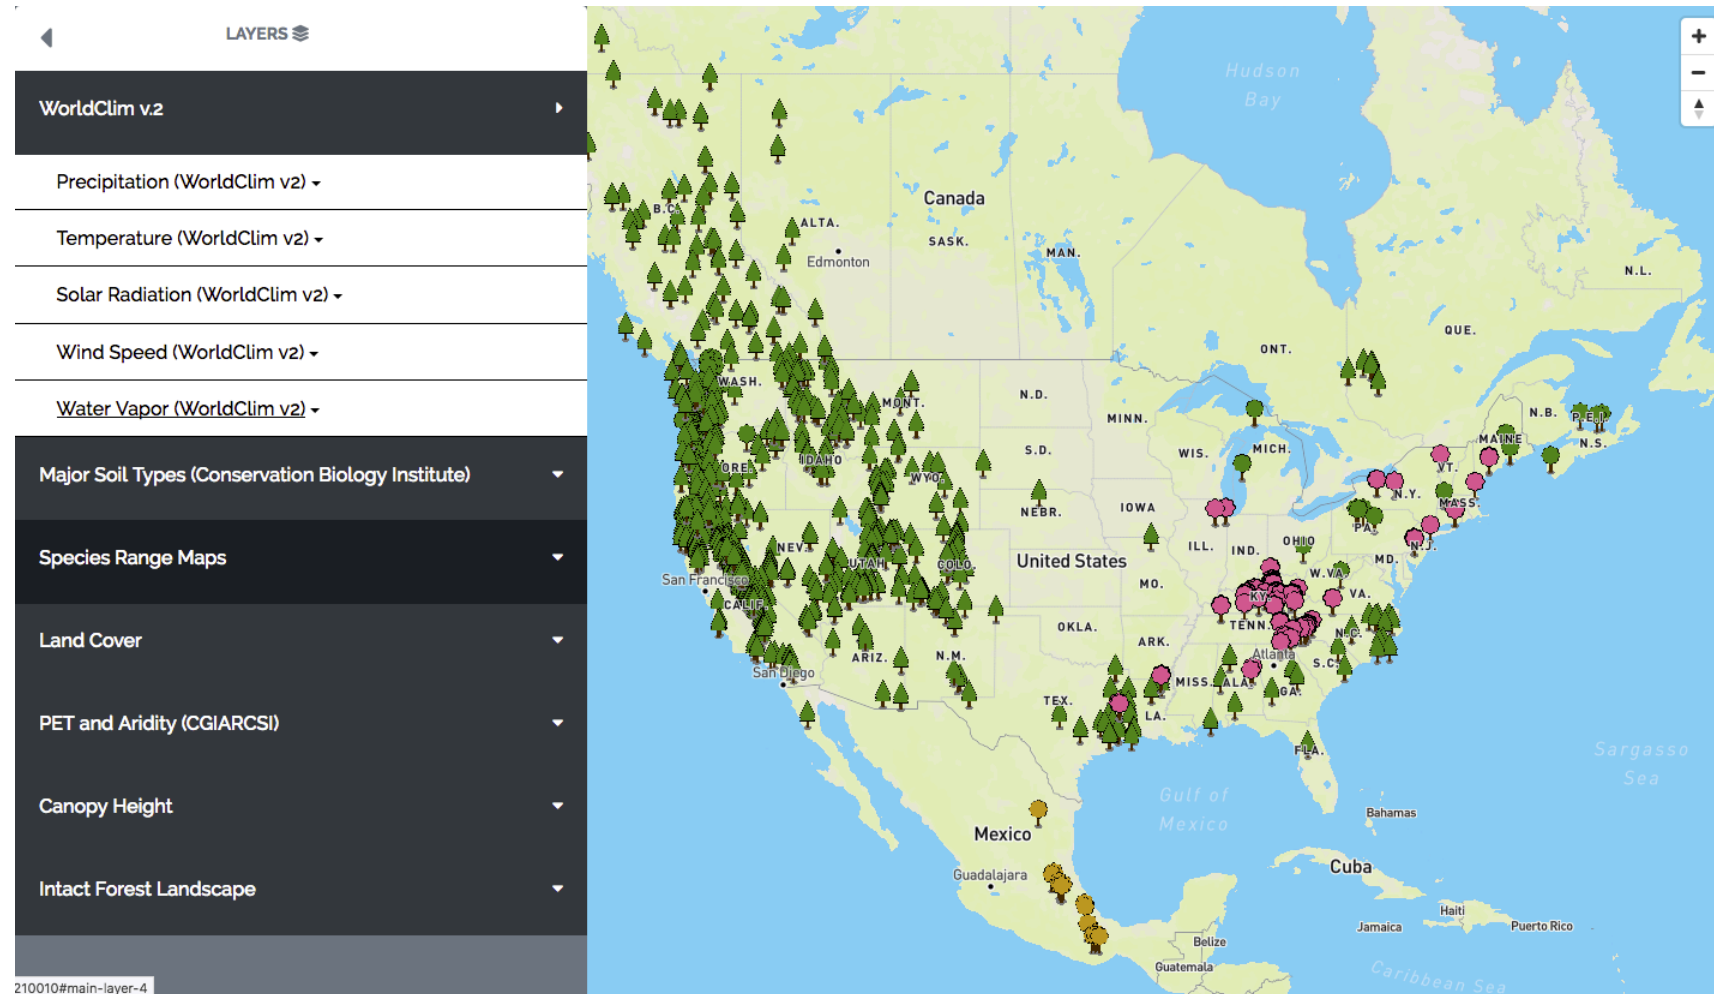 LAYERS
WorldClim v.2
Precipitation (WorldClim v2)
Temperature (WorldClim v2)
Solar Radiation (WorldClim v2)
Wind Speed (WorldClim v2)
Water Vapor (WorldClim v2)
Major Soil Types (Conservation Biology Institute)
Species Range Maps
Land Cover
PET and Aridity (CGIARCSI)
Canopy Height
Intact Forest Landscape
210010#main-layer-4
Hudson
Bay
Canada
B.C.
ALTA.
SASK.
Edmonton
MAN.
N.L.
QUE.
ONT.
WASH.
MONT.
N.D.
MINN.
N.B.
P.E.I.
N.S.
MAINE
ORE.
IDAHO
S.D.
WIS.
MICH.
VT.
WYO.
N.Y.
MASS.
NEBR.
IOWA
PA.
NEV.
UTAH
COLO.
United States
ILL.
IND.
OHIO
N.J.
MD.
San Francisco
CALIF.
MO.
KY.
W.VA.
VA.
OKLA.
TENN.
N.C.
ARIZ.
N.M.
ARK.
Atlanta
S.C.
San Diego
TEX.
MISS.
ALA.
GA.
LA.
FLA.
Sargasso
Sea
Gulf of
Mexico
Bahamas
Mexico
Guadalajara
Cuba
Haiti
Jamaica
Puerto Rico
Belize
Guatemala
Caribbean Sea
+
−